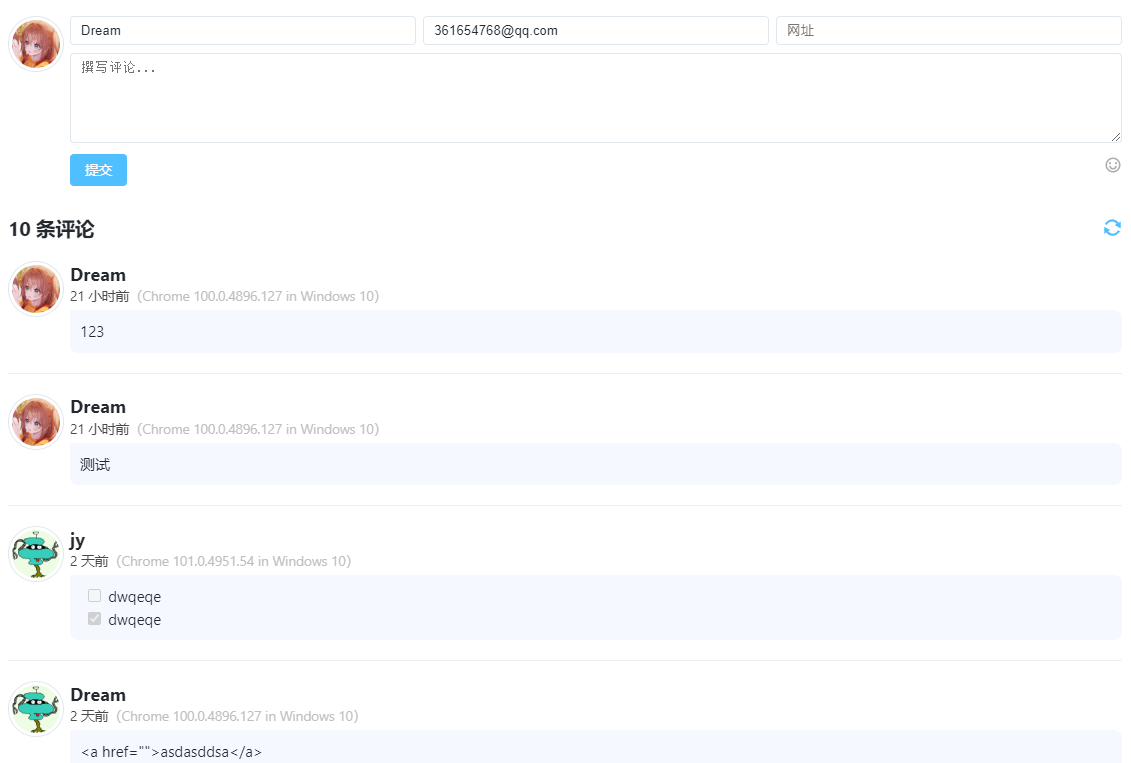 Dream 361654768@qq.com 网址
撰写评论...
提交
10 条评论
Dream
21 小时前 (Chrome 100.0.4896.127 in Windows 10)
123
Dream
21 小时前 (Chrome 100.0.4896.127 in Windows 10)
测试
jy
2 天前 (Chrome 101.0.4951.54 in Windows 10)
dwqeqe
dwqeqe
Dream
2 天前 (Chrome 100.0.4896.127 in Windows 10)
<a href="">asdasddsa</a>